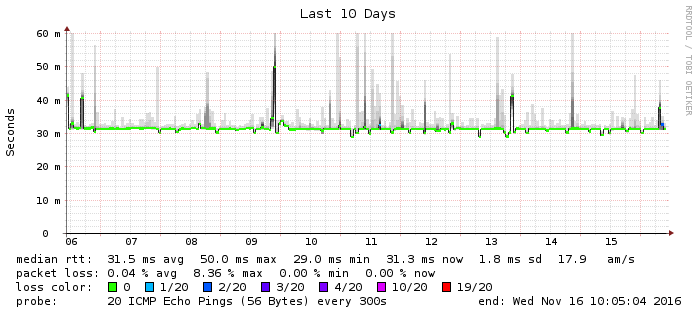 Last 10 Days
RRDTOOL / TOBI OETIKER
Seconds
60 m
50 m
40 m
30 m
20 m
10 m
0
06 07 08 09 10 11 12 13 14 15
median rtt: 31.5 ms avg 50.0 ms max 29.0 ms min 31.3 ms now 1.8 ms sd 17.9 am/s
packet loss: 0.04 % avg 8.36 % max 0.00 % min 0.00 % now
loss color: 0 1/20 2/20 3/20 4/20 10/20 19/20
probe: 20 ICMP Echo Pings (56 Bytes) every 300s end: Wed Nov 16 10:05:04 2016